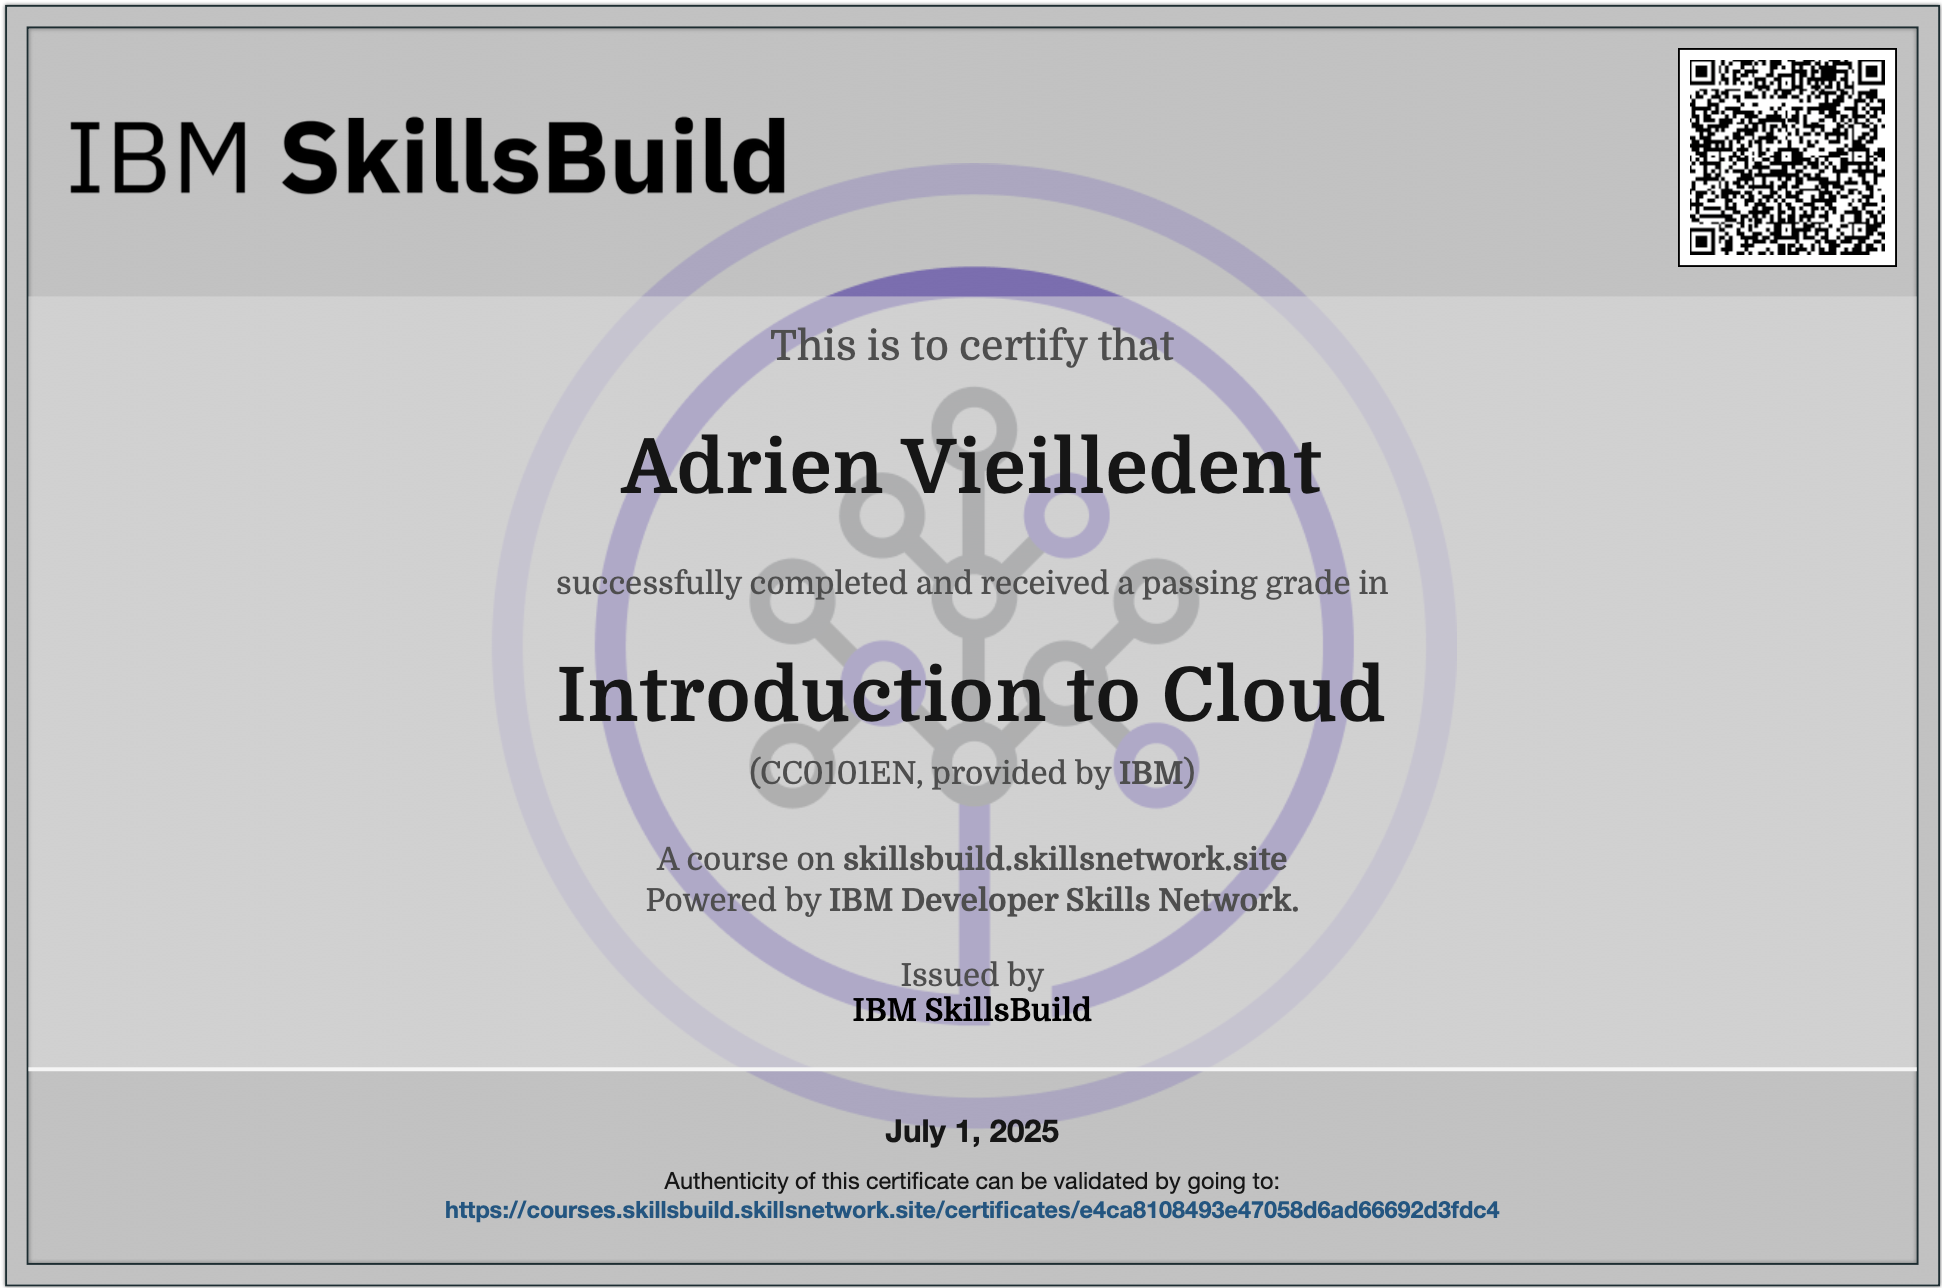 IBM SkillsBuild
This is to certify that
Adrien Vieilledent
successfully completed and received a passing grade in
Introduction to Cloud
(CC0101EN, provided by IBM)
A course on skillsbuild.skillsnetwork.site
Powered by IBM Developer Skills Network.
Issued by
IBM SkillsBuild
July 1, 2025
Authenticity of this certificate can be validated by going to:
https://courses.skillsbuild.skillsnetwork.site/certificates/e4ca8108493e47058d6ad66692d3fdc4